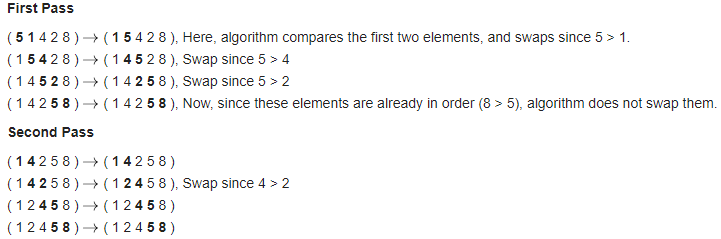 First Pass
( 5 1 4 2 8 ) → ( 1 5 4 2 8 ), Here, algorithm compares the first two elements, and swaps since 5 > 1.
( 1 5 4 2 8 ) → ( 1 4 5 2 8 ), Swap since 5 > 4
( 1 4 5 2 8 ) → ( 1 4 2 5 8 ), Swap since 5 > 2
( 1 4 2 5 8 ) → ( 1 4 2 5 8 ), Now, since these elements are already in order (8 > 5), algorithm does not swap them.
Second Pass
( 1 4 2 5 8 ) → ( 1 4 2 5 8 )
( 1 4 2 5 8 ) → ( 1 2 4 5 8 ), Swap since 4 > 2
( 1 2 4 5 8 ) → ( 1 2 4 5 8 )
( 1 2 4 5 8 ) → ( 1 2 4 5 8 )